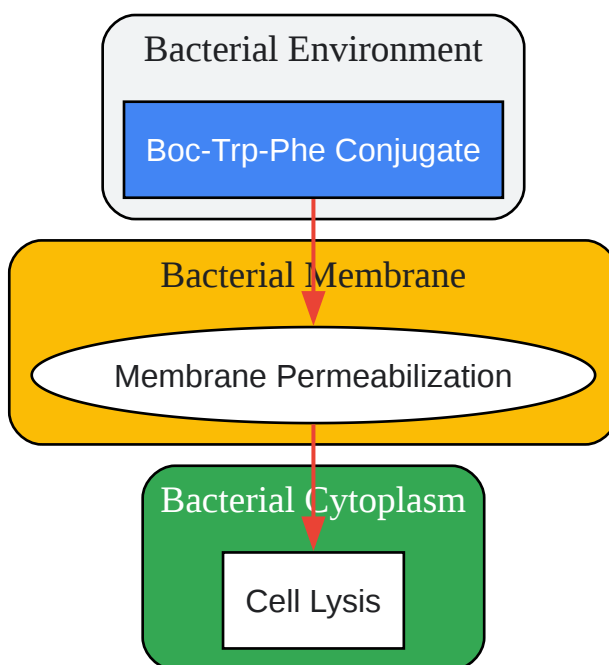 Bacterial Environment
Boc-Trp-Phe Conjugate
Bacterial Membrane
Membrane Permeabilization
Bacterial Cytoplasm
Cell Lysis